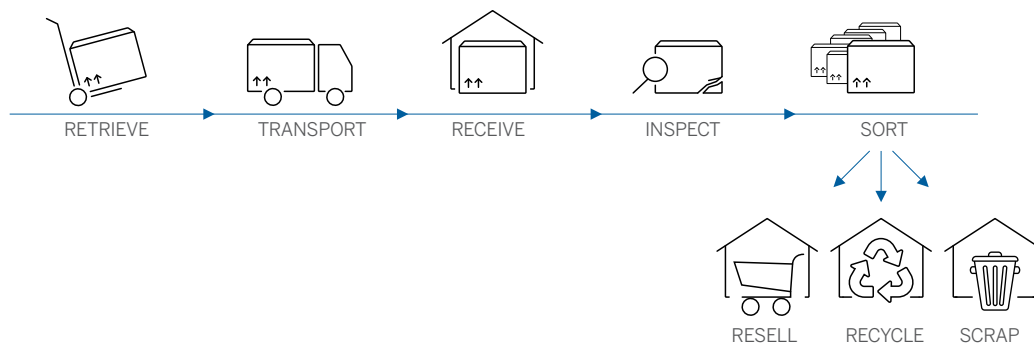 RETRIEVE
TRANSPORT
RECEIVE
INSPECT
SORT
RESELL
RECYCLE
SCRAP